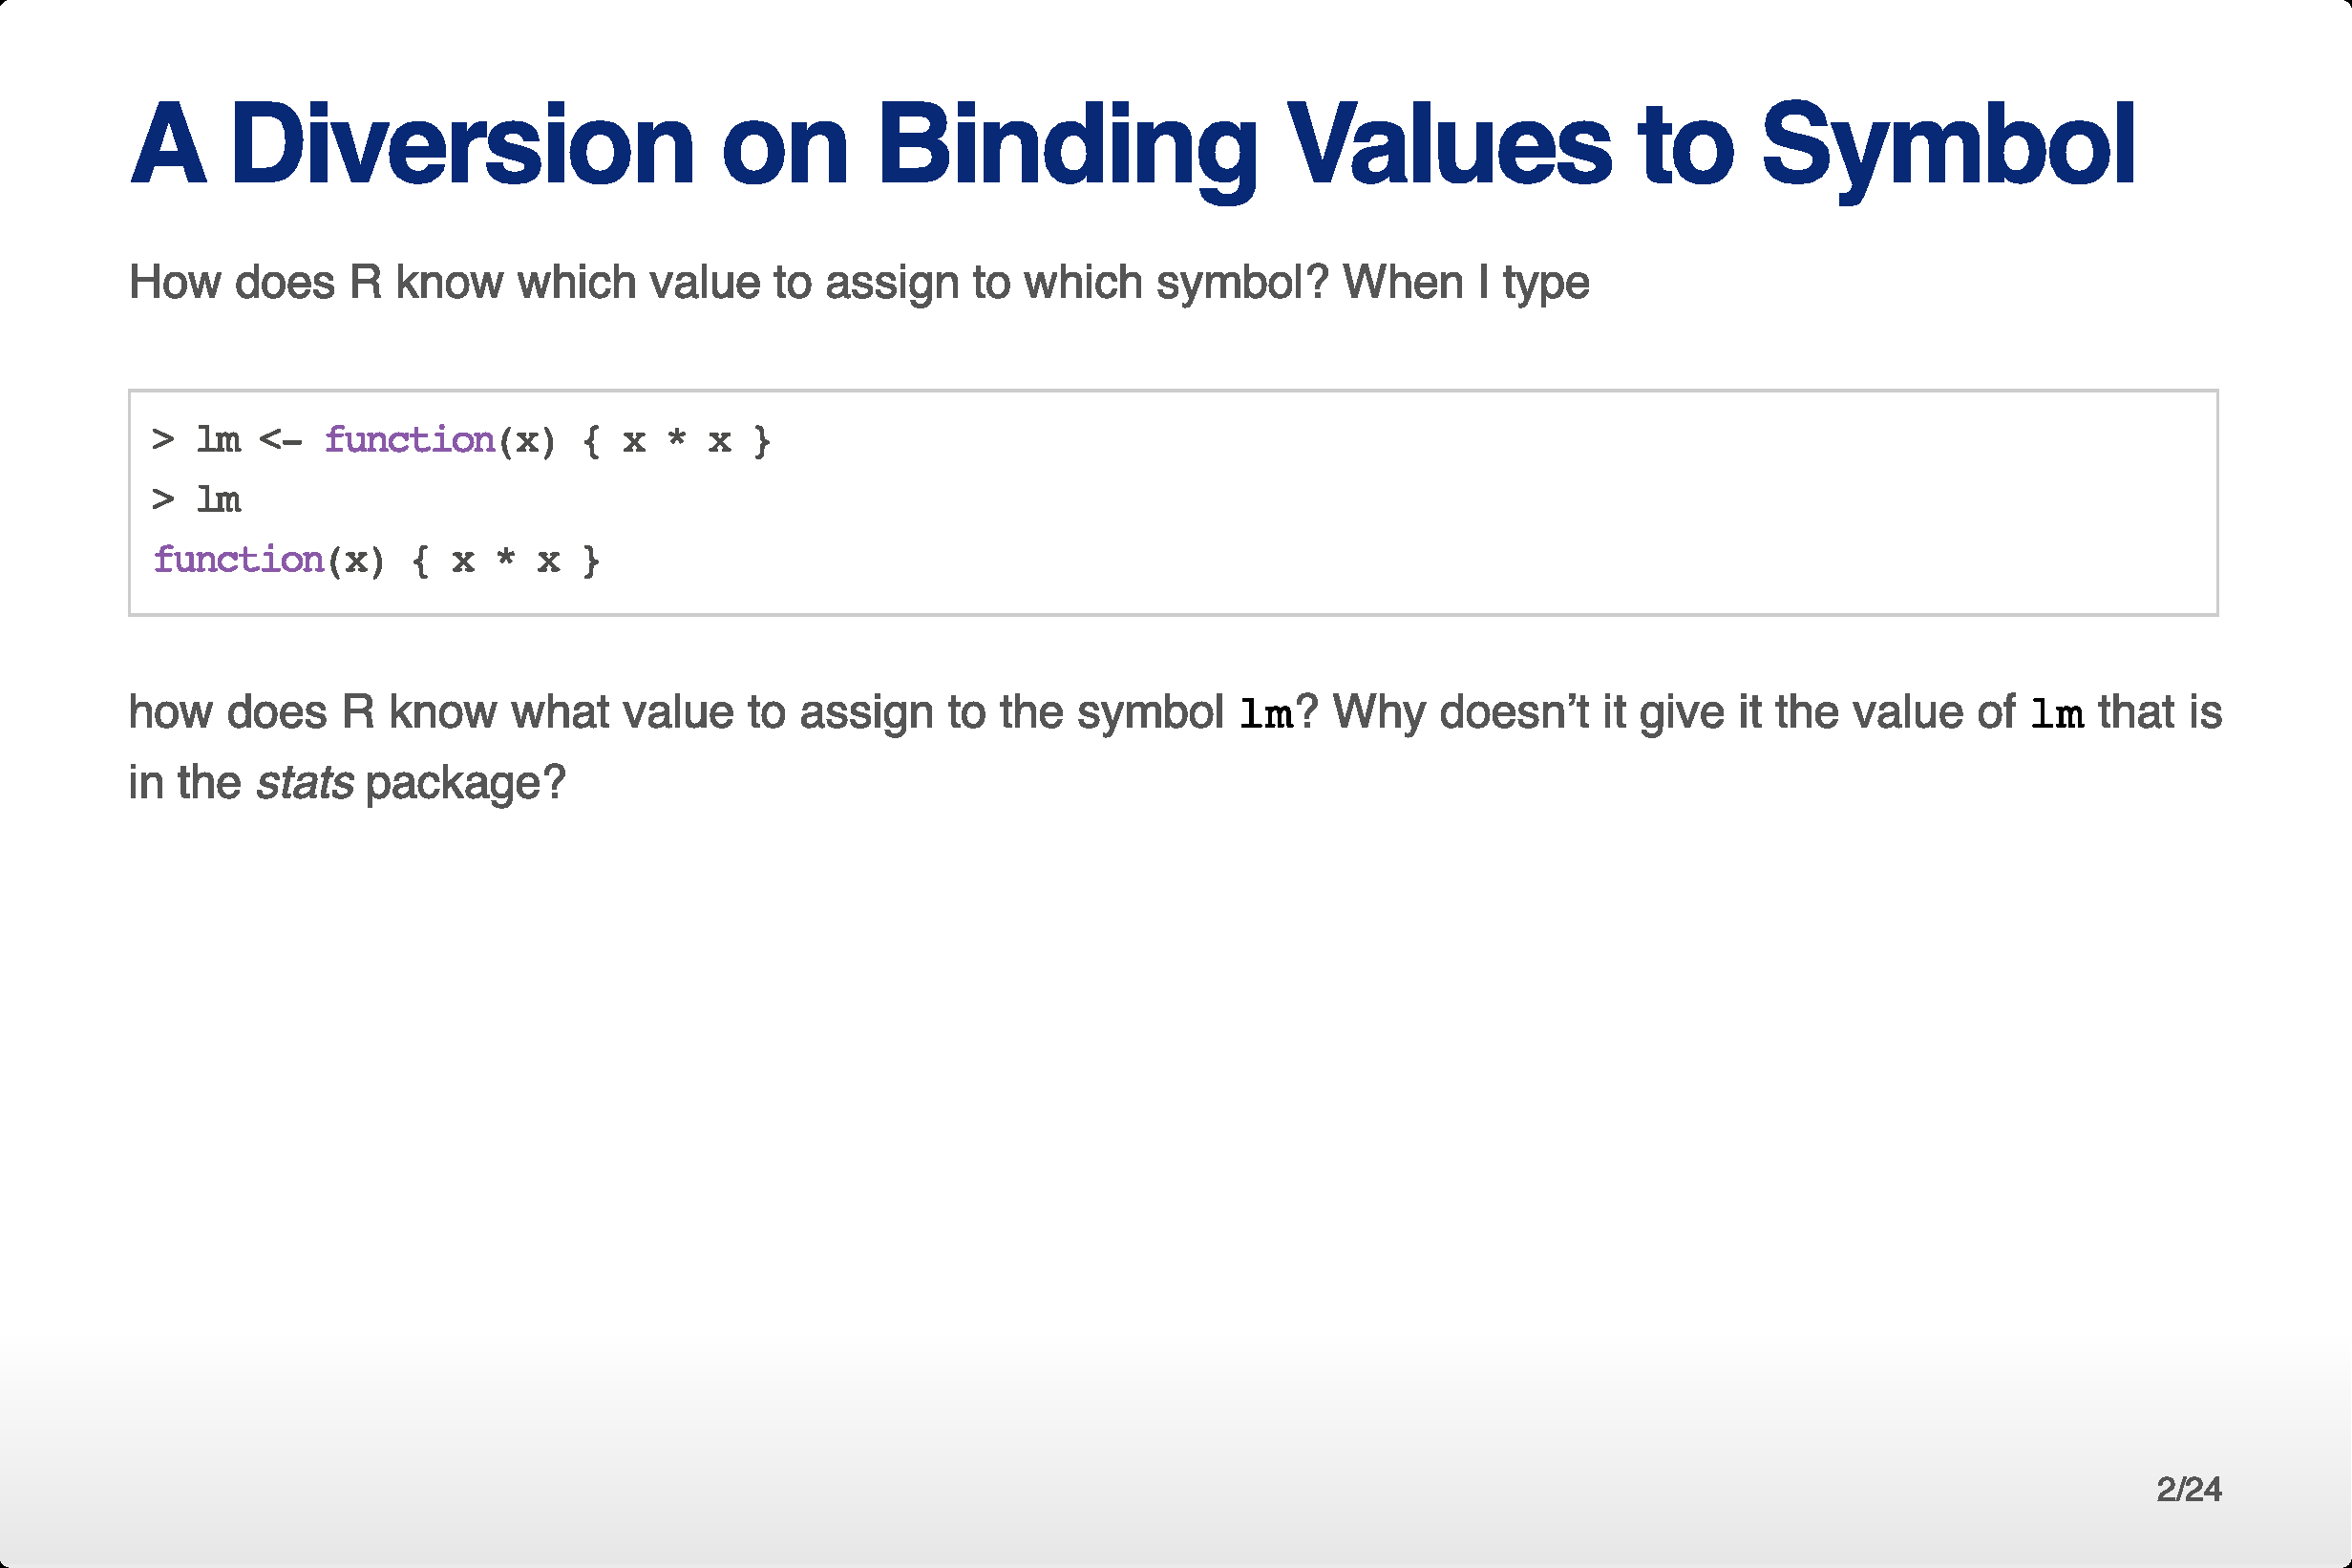 A Diversion on Binding Values to Symbol
How does R know which value to assign to which symbol? When I type
> lm <- function(x) { x * x }
> lm
function(x) { x * x }
how does R know what value to assign to the symbol lm? Why doesn’t it give it the value of lm that is
in the stats package?
2/24